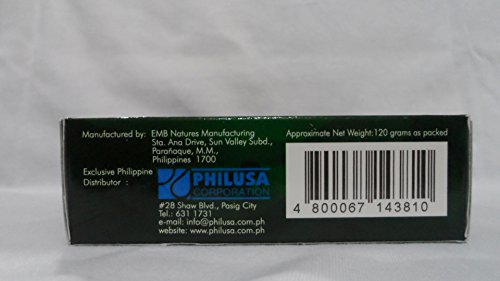 Manufactured by: EMB Natures Manufacturing
Sta. Ana Drive, Sun Valley Subd.,
Parañaque, M.M.,
Philippines 1700
Exclusive Philippine
Distributor :
PHILUSA
CORPORATION
#28 Shaw Blvd., Pasig City
Tel.: 631 1731
e-mail: info@philusa.com.ph
website: www.philusa.com.ph
Approximate Net Weight:120 grams as packed
4 800067 143810